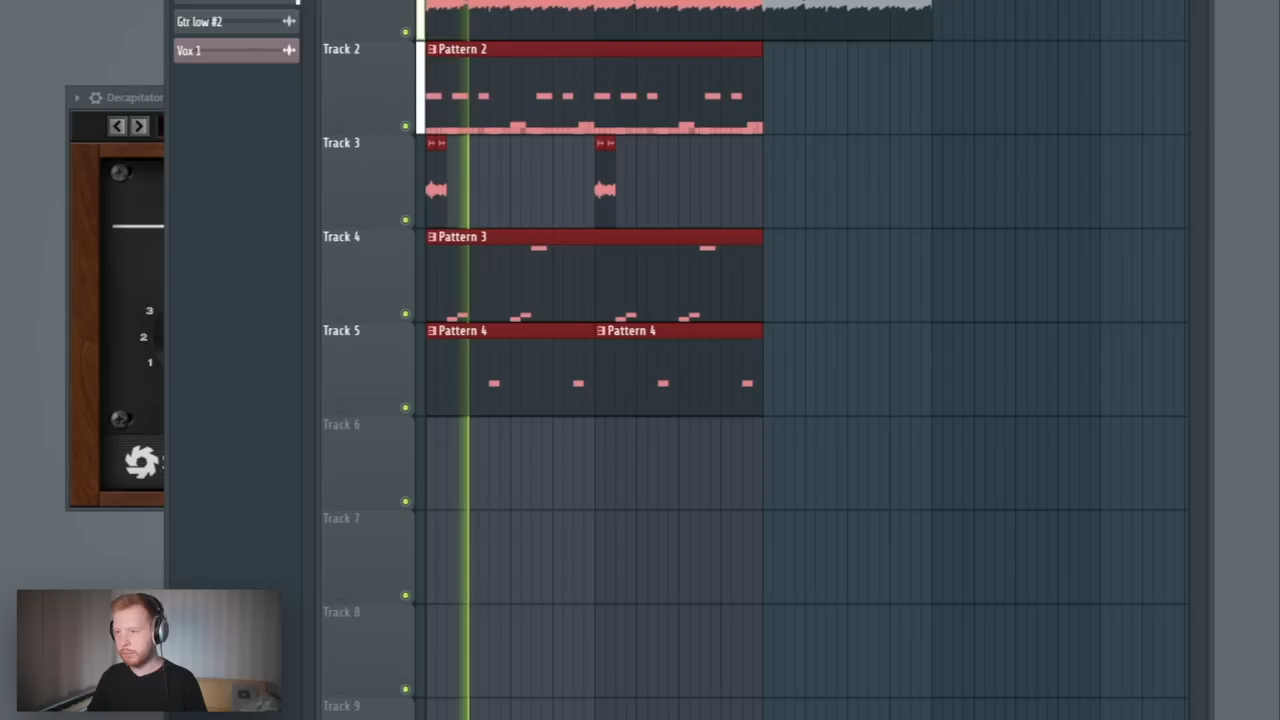 Gtr low #2
Vox 1
Track 2
Pattern 2
Decapitator
Track 3
Track 4
Pattern 3
3
2
1
Track 5
Pattern 4
Pattern 4
Track 6
Track 7
Track 8
Track 9